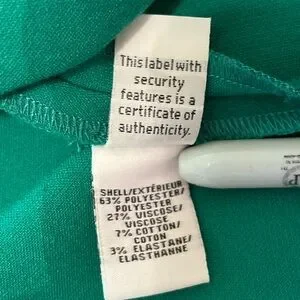 This label with
security
features is a
certificate of
authenticity.
SHELL/EXTÉRIEUR
63% POLYESTER/
POLYESTER
27% VISCOSE/
VISCOSE
7% COTTON/
COTON
3% ELASTANE/
ELASTHANNE